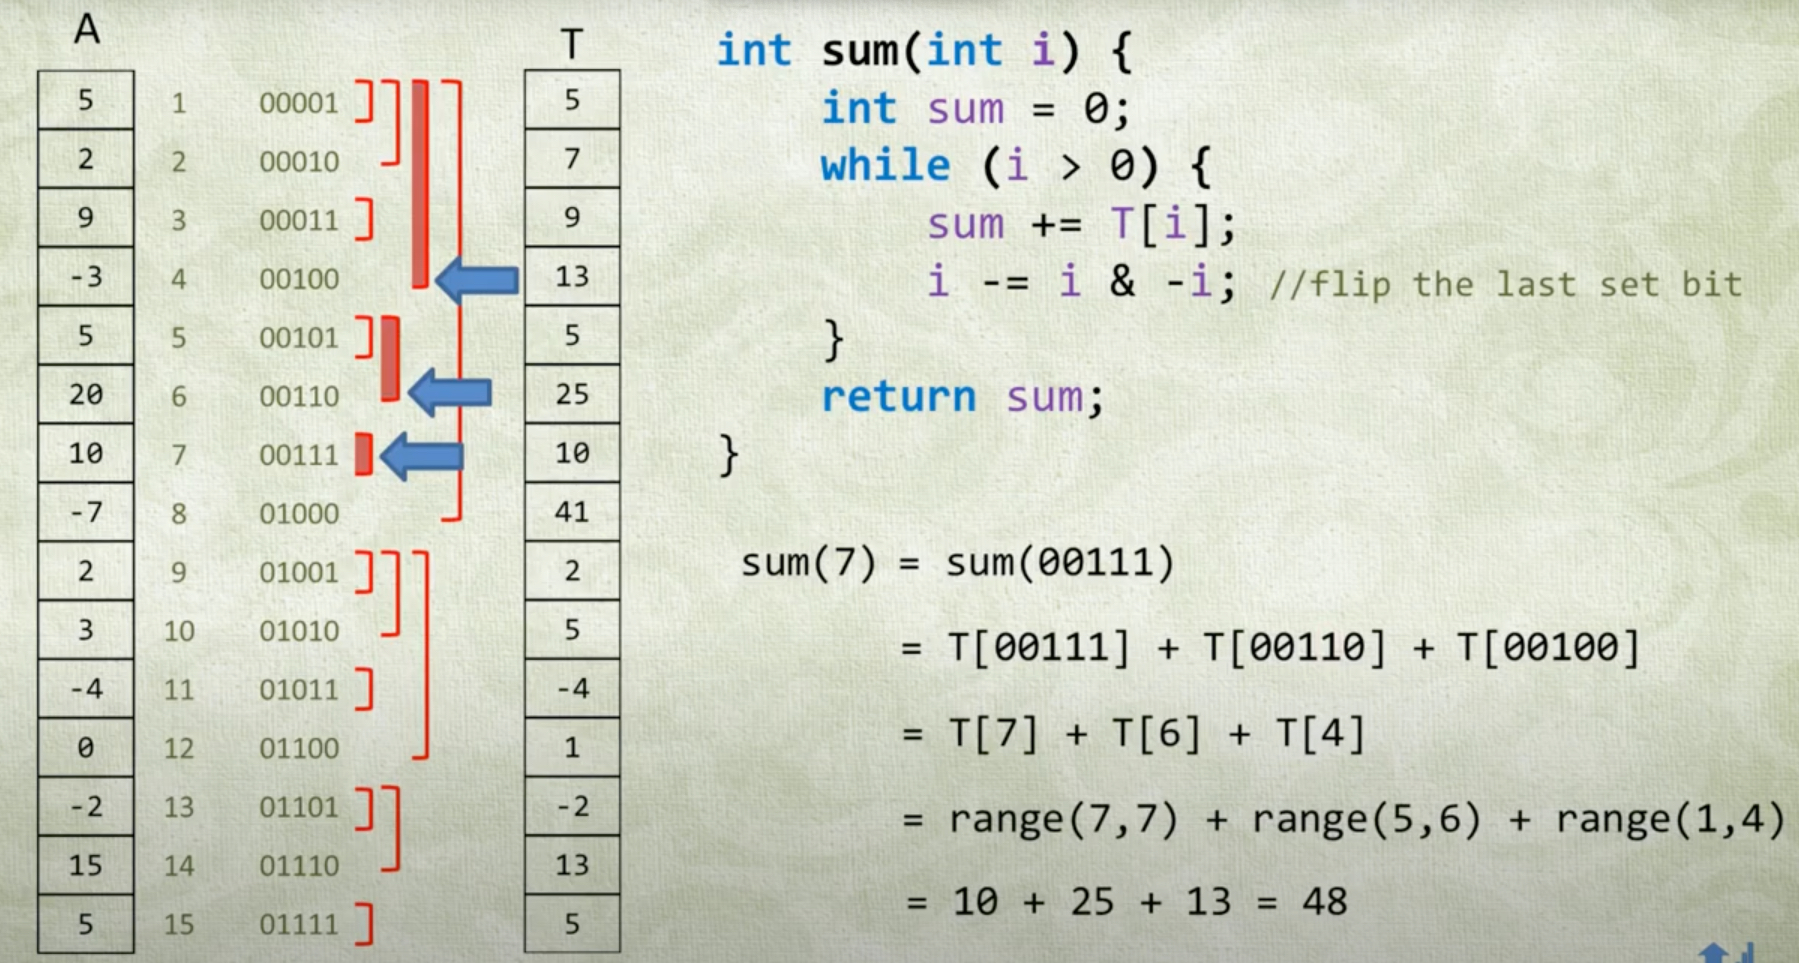 A
T
5 1 00001 5
2 2 00010 7
9 3 00011 9
-3 4 00100 13
5 5 00101 5
20 6 00110 25
10 7 00111 10
-7 8 01000 41
2 9 01001 2
3 10 01010 5
-4 11 01011 -4
0 12 01100 1
-2 13 01101 -2
15 14 01110 13
5 15 01111 5
int sum(int i) {
int sum = 0;
while (i > 0) {
sum += T[i];
i -= i & -i; //flip the last set bit
}
return sum;
}
sum(7) = sum(00111)
= T[00111] + T[00110] + T[00100]
= T[7] + T[6] + T[4]
= range(7,7) + range(5,6) + range(1,4)
= 10 + 25 + 13 = 48